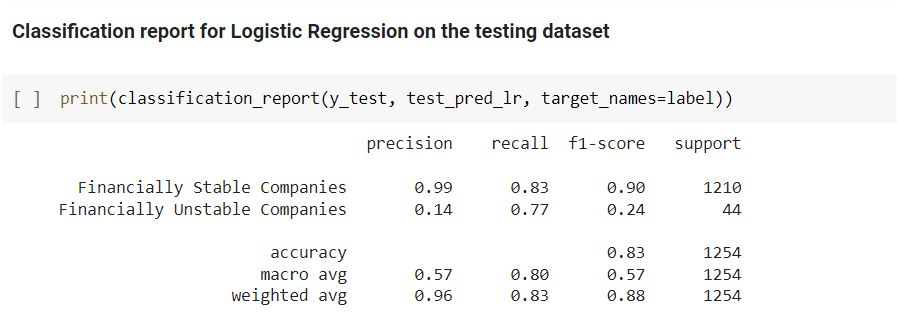 Classification report for Logistic Regression on the testing dataset
[ ] print(classification_report(y_test, test_pred_lr, target_names=label))
precision recall f1-score support
Financially Stable Companies 0.99 0.83 0.90 1210
Financially Unstable Companies 0.14 0.77 0.24 44
accuracy 0.83 1254
macro avg 0.57 0.80 0.57 1254
weighted avg 0.96 0.83 0.88 1254